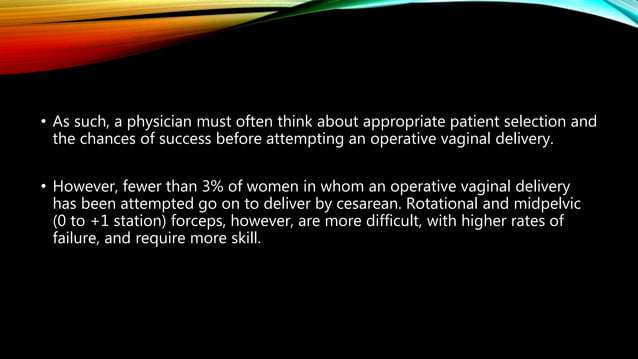 • As such, a physician must often think about appropriate patient selection and
the chances of success before attempting an operative vaginal delivery.
• However, fewer than 3% of women in whom an operative vaginal delivery
has been attempted go on to deliver by cesarean. Rotational and midpelvic
(0 to +1 station) forceps, however, are more difficult, with higher rates of
failure, and require more skill.